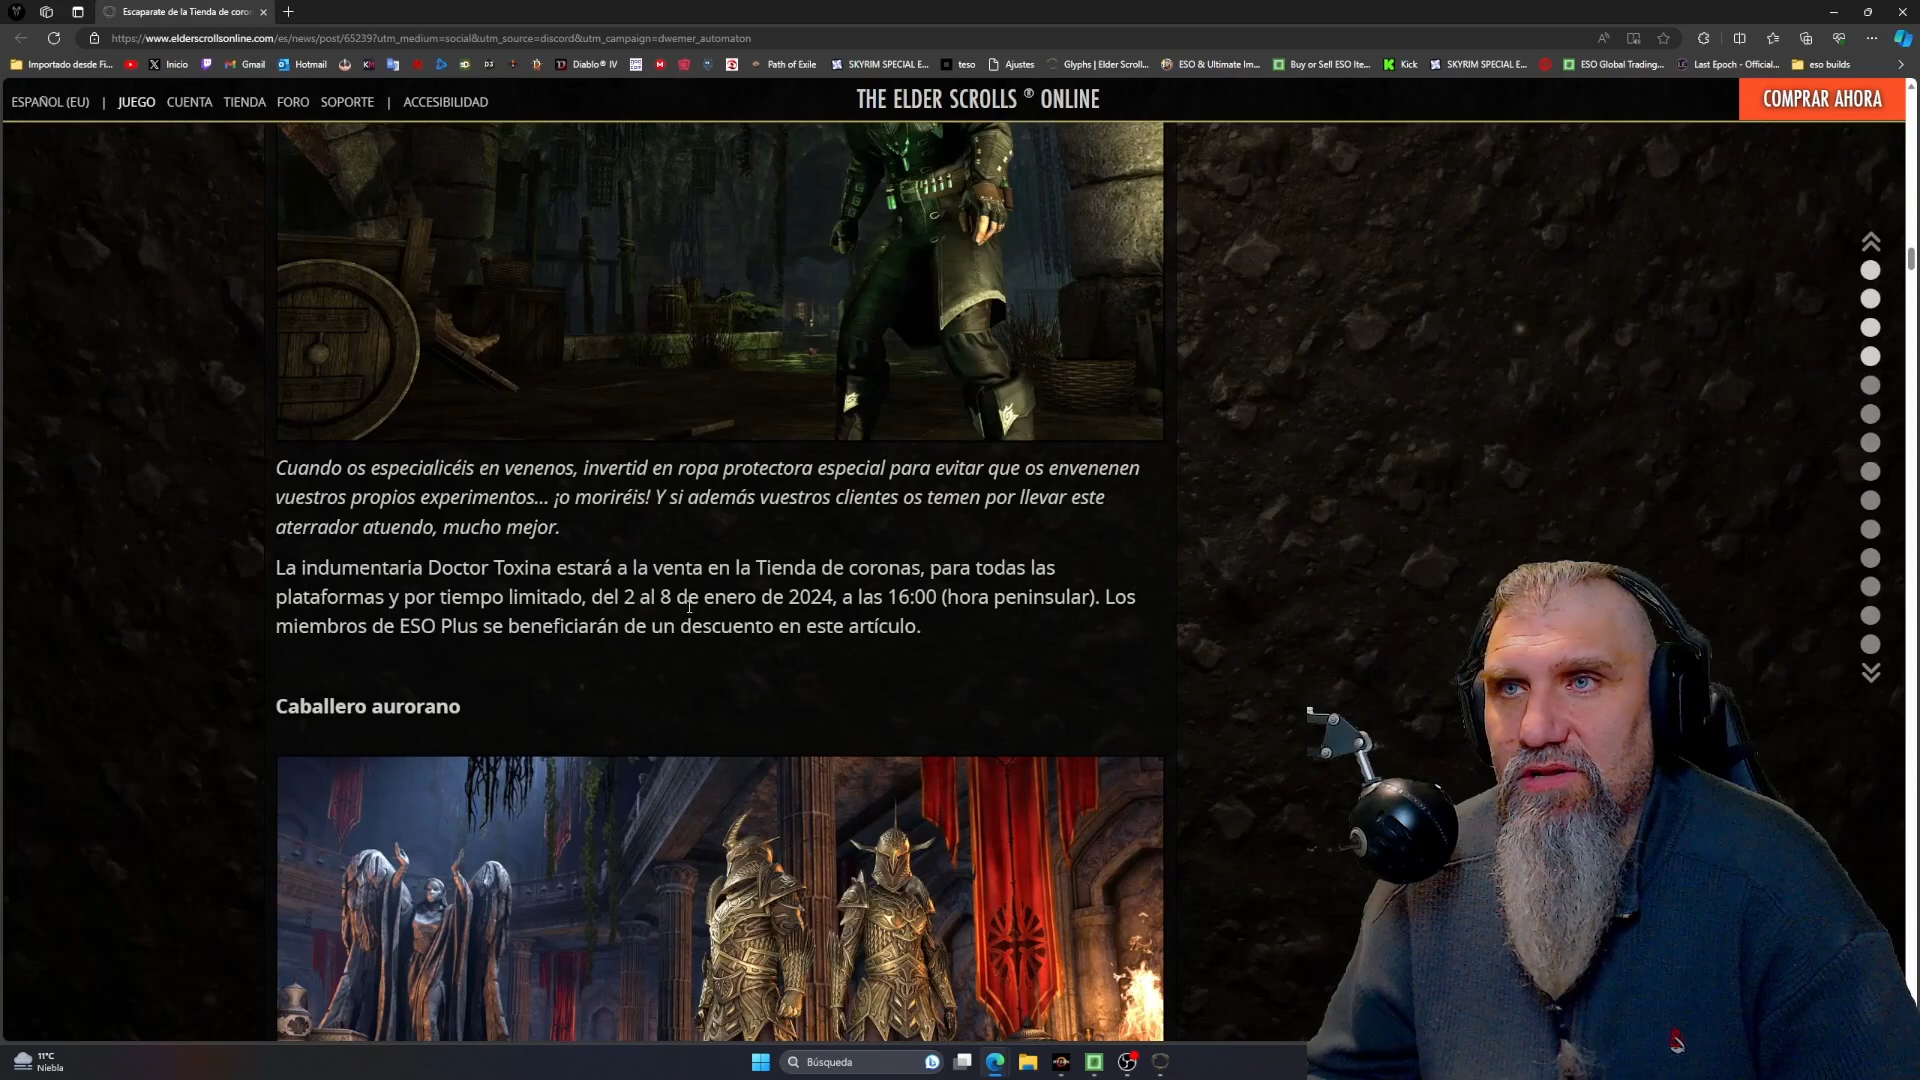 Escaparate de la Tienda de coro
https://www.elderscrollsonline.com/es/news/post/65239?utm_medium=social&utm_source=discord&utm_campaign=dwemer_automaton
Importado desde Fi...
Inicio
Gmail
Hotmail
Diablo® IV
Path of Exile
SKYRIM SPECIAL E...
teso
Ajustes
Glyphs | Elder Scroll...
ESO & Ultimate Im...
Buy or Sell ESO Ite...
Kick
SKYRIM SPECIAL E...
ESO Global Trading...
Last Epoch - Official...
eso builds
ESPAÑOL (EU) | JUEGO CUENTA TIENDA FORO SOPORTE | ACCESIBILIDAD
THE ELDER SCROLLS ® ONLINE
COMPRAR AHORA
Cuando os especialicéis en venenos, invertid en ropa protectora especial para evitar que os envenenen
vuestros propios experimentos... ¡o moriréis! Y si además vuestros clientes os temen por llevar este
aterrador atuendo, mucho mejor.
La indumentaria Doctor Toxina estará a la venta en la Tienda de coronas, para todas las
plataformas y por tiempo limitado, del 2 al 8 de enero de 2024, a las 16:00 (hora peninsular). Los
miembros de ESO Plus se beneficiarán de un descuento en este artículo.
Caballero aurorano
11°C
Niebla
Búsqueda